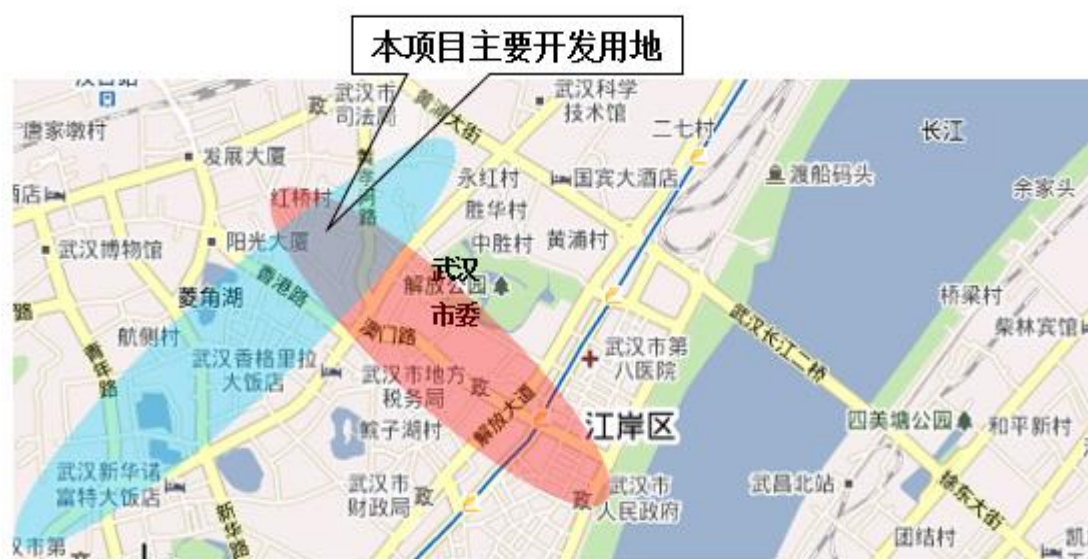 本项目主要开发用地
汉口站
唐家墩村
武汉市
司法局
政
黄浦大街
武汉科学
技术馆
二七村
长江
发展大厦
酒店
红桥村
黄孝河路
永红村
国宾大酒店
渡船码头
余家头
胜华村
武汉博物馆
阳光大厦
中胜村
黄浦村
香港路
武汉
解放公园
市委
菱角湖
路
航侧村
澳门路
桥梁村
柴林宾馆
武汉长江二桥
青年路
武汉香格里拉
大饭店
武汉市地方
税务局
政
武汉市第
八医院
解放大道
江岸区
四美塘公园
和平新村
鲩子湖村
武汉新华诺
富特大饭店
武汉市
财政局
政
政
武汉市
人民政府
武昌北站
徐东大街
新华路
团结村
凯
汉市第